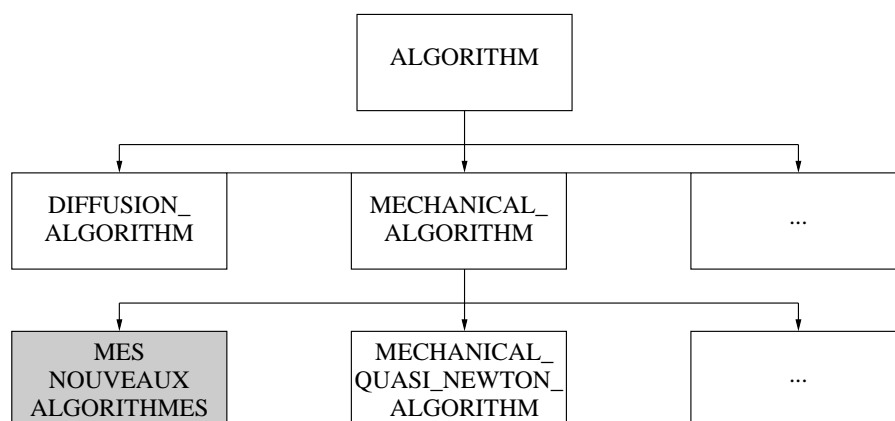 ALGORITHM
DIFFUSION_
ALGORITHM
MECHANICAL_
ALGORITHM
...
MES
NOUVEAUX
ALGORITHMES
MECHANICAL_
QUASI_NEWTON_
ALGORITHM
...